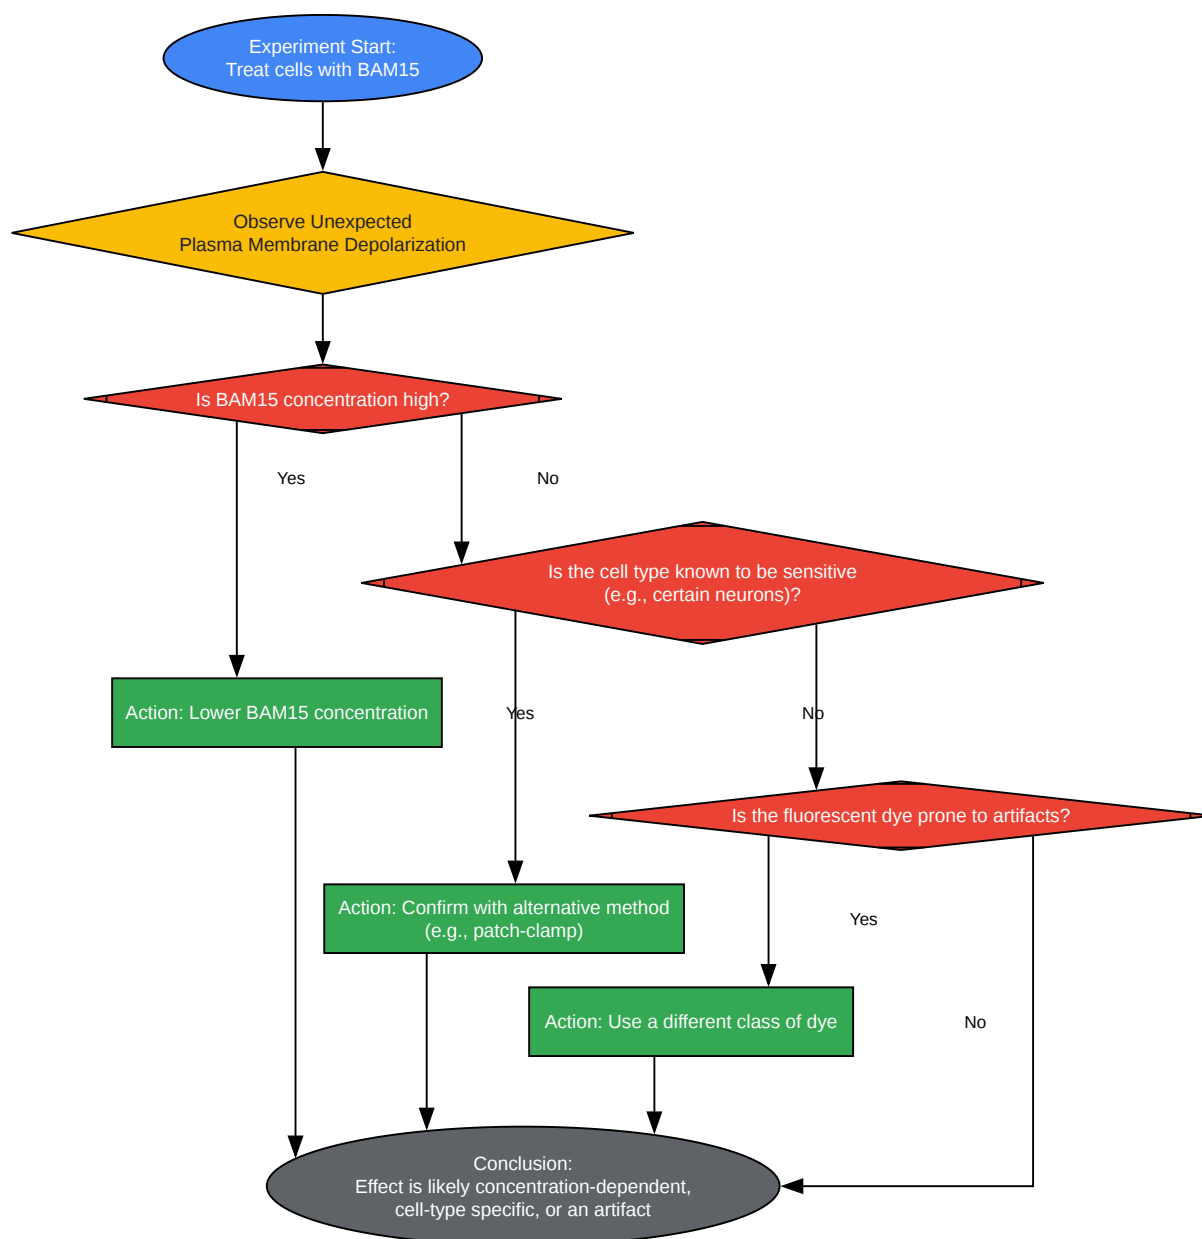 Experiment Start:
Treat cells with BAM15
Observe Unexpected
Plasma Membrane Depolarization
Is BAM15 concentration high?
Yes
No
Is the cell type known to be sensitive
(e.g., certain neurons)?
Action: Lower BAM15 concentration
Yes
No
Is the fluorescent dye prone to artifacts?
Action: Confirm with alternative method
(e.g., patch-clamp)
Yes
Action: Use a different class of dye
No
Conclusion:
Effect is likely concentration-dependent,
cell-type specific, or an artifact